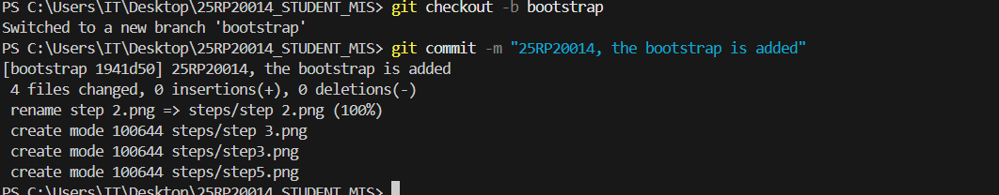 PS C:\Users\IT\Desktop\25RP20014_STUDENT_MIS> git checkout -b bootstrap
Switched to a new branch 'bootstrap'
PS C:\Users\IT\Desktop\25RP20014_STUDENT_MIS> git commit -m "25RP20014, the bootstrap is added"
[bootstrap 1941d50] 25RP20014, the bootstrap is added
 4 files changed, 0 insertions(+), 0 deletions(-)
 rename step 2.png => steps/step 2.png (100%)
 create mode 100644 steps/step 3.png
 create mode 100644 steps/step3.png
 create mode 100644 steps/step5.png
PS C:\Users\IT\Desktop\25RP20014_STUDENT_MIS>